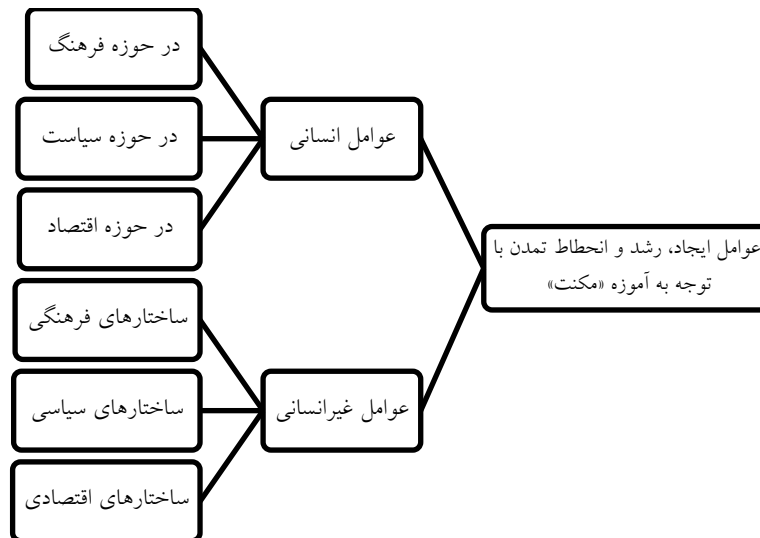 عوامل ایجاد، رشد و انحطاط تمدن با
توجه به آموزه «مکنت»
عوامل انسانی
در حوزه فرهنگ
در حوزه سیاست
در حوزه اقتصاد
عوامل غیرانسانی
ساختارهای فرهنگی
ساختارهای سیاسی
ساختارهای اقتصادی